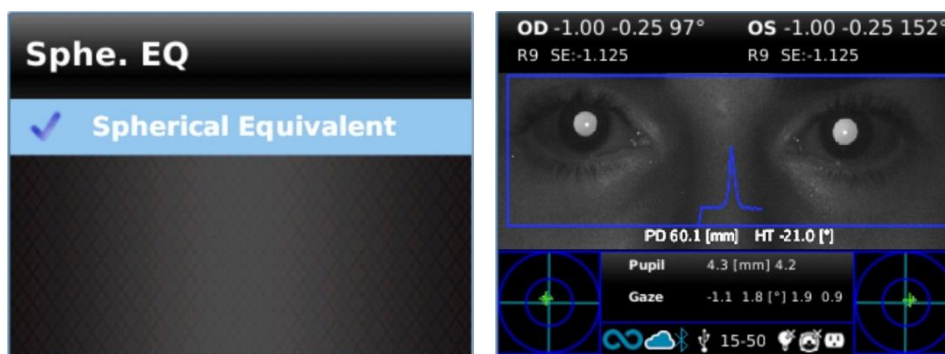 Sphe. EQ
Spherical Equivalent
OD -1.00 -0.25 97° OS -1.00 -0.25 152°
R9 SE:-1.125 R9 SE:-1.125
PD 60.1 [mm] HT -21.0 [°]
Pupil 4.3 [mm] 4.2
Gaze -1.1 1.8 [°] 1.9 0.9
15-50